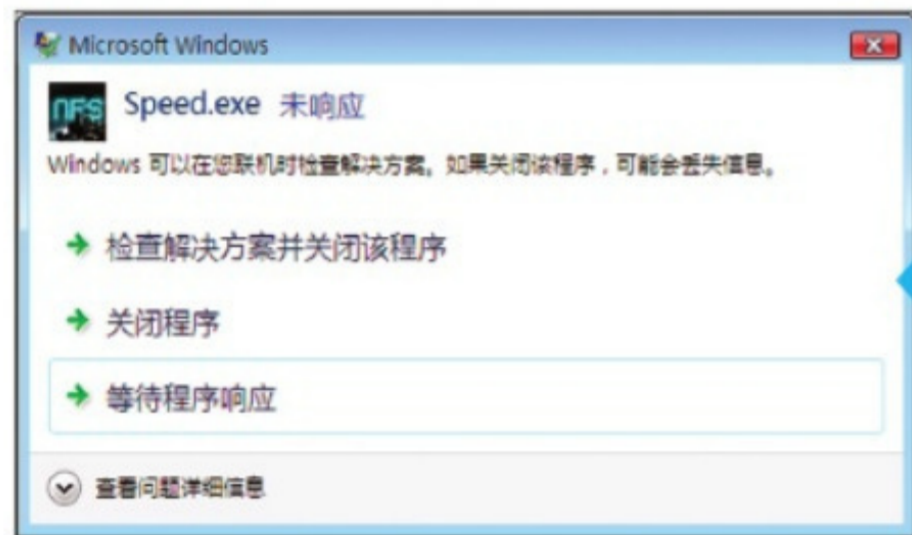 Microsoft Windows
nFS
Speed.exe 未响应
Windows 可以在您联机时检查解决方案。如果关闭该程序，可能会丢失信息。
检查解决方案并关闭该程序
关闭程序
等待程序响应
查看问题详细信息